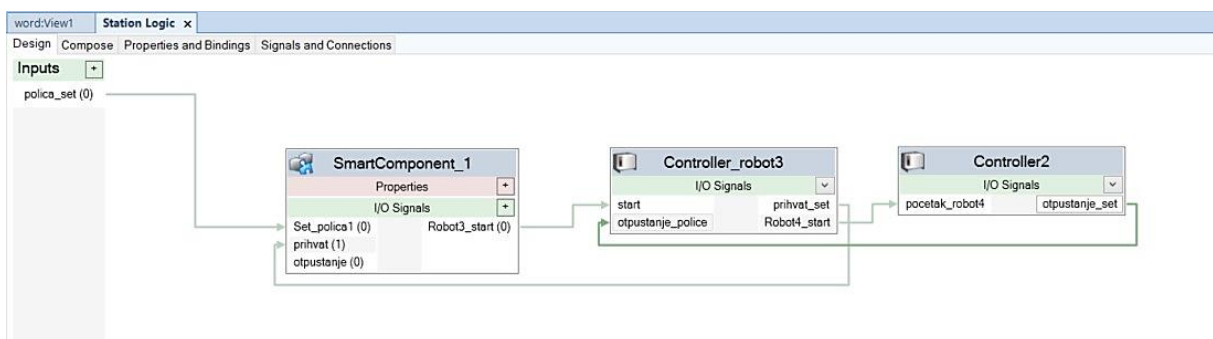 word:View1 Station Logic x
Design Compose Properties and Bindings Signals and Connections
Inputs +
polica_set (0)
SmartComponent_1
Properties +
I/O Signals +
Set_polica1 (0) Robot3_start (0)
prihvat (1)
otpustanje (0)
Controller_robot3
I/O Signals
start prihvat_set
otpustanje_police Robot4_start
Controller2
I/O Signals
pocetak_robot4 otpustanje_set